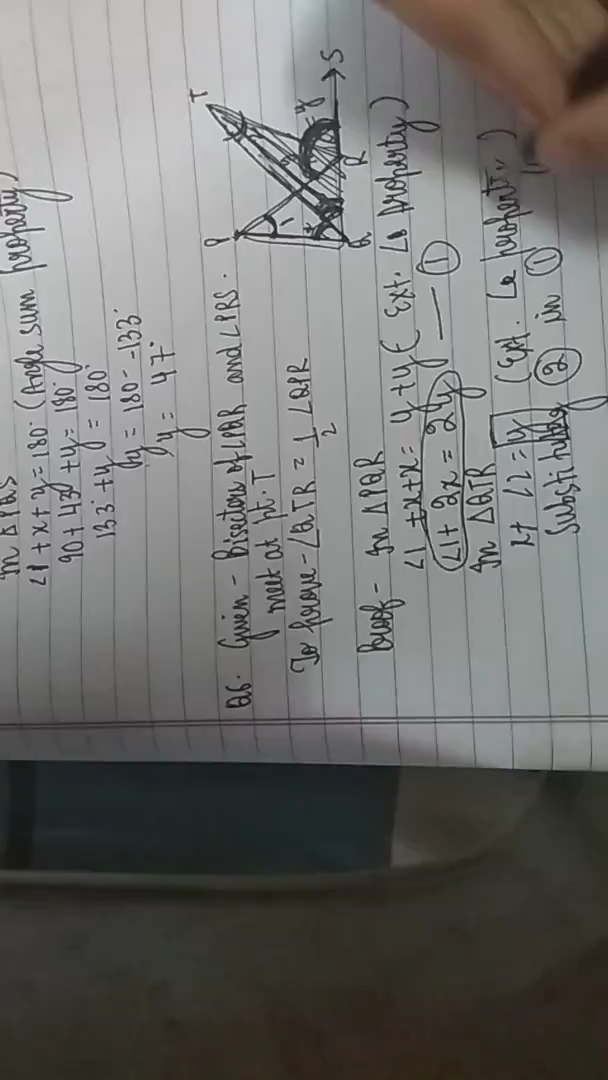 In ΔPQS
∠P + x + y = 180° (Angle sum property)
90 + 43° + y = 180°
133° + y = 180°
y = 180° - 133°
y = 47°
Q6. Given - Bisectors of ∠PQR and ∠PRS.
meet at pt. T
To prove - ∠QTR = 1/2 ∠QPR
P
T
Q
R
S
1
y
y
Proof - In ΔPQR
∠1 + x + x = y + y ( Ext. ∠s property)
∠1 + 2x = 2y — ①
In ΔQTR
x + ∠2 = y (Ext. ∠s property)
Substituting ② in ①